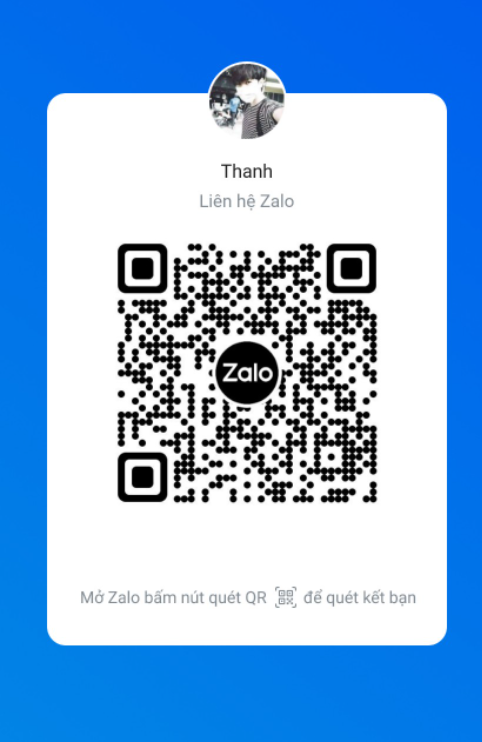 Thanh
Liên hệ Zalo
Zalo
Mở Zalo bấm nút quét QR để quét kết bạn